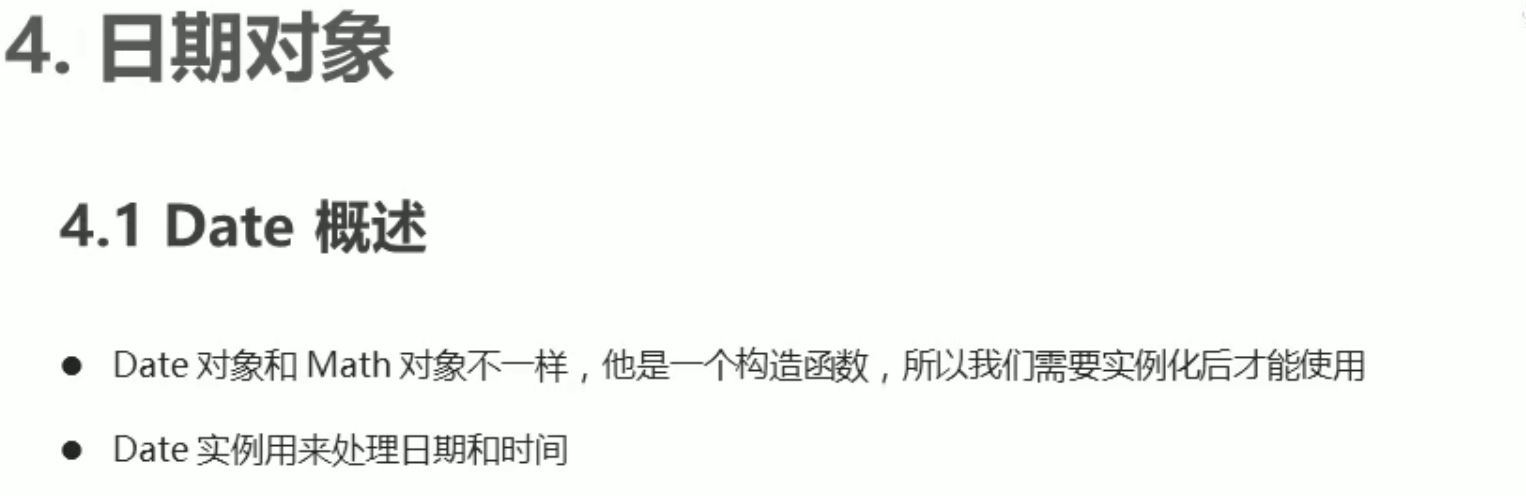 4. 日期对象
4.1 Date 概述
● Date 对象和 Math 对象不一样，他是一个构造函数，所以我们需要实例化后才能使用
● Date 实例用来处理日期和时间